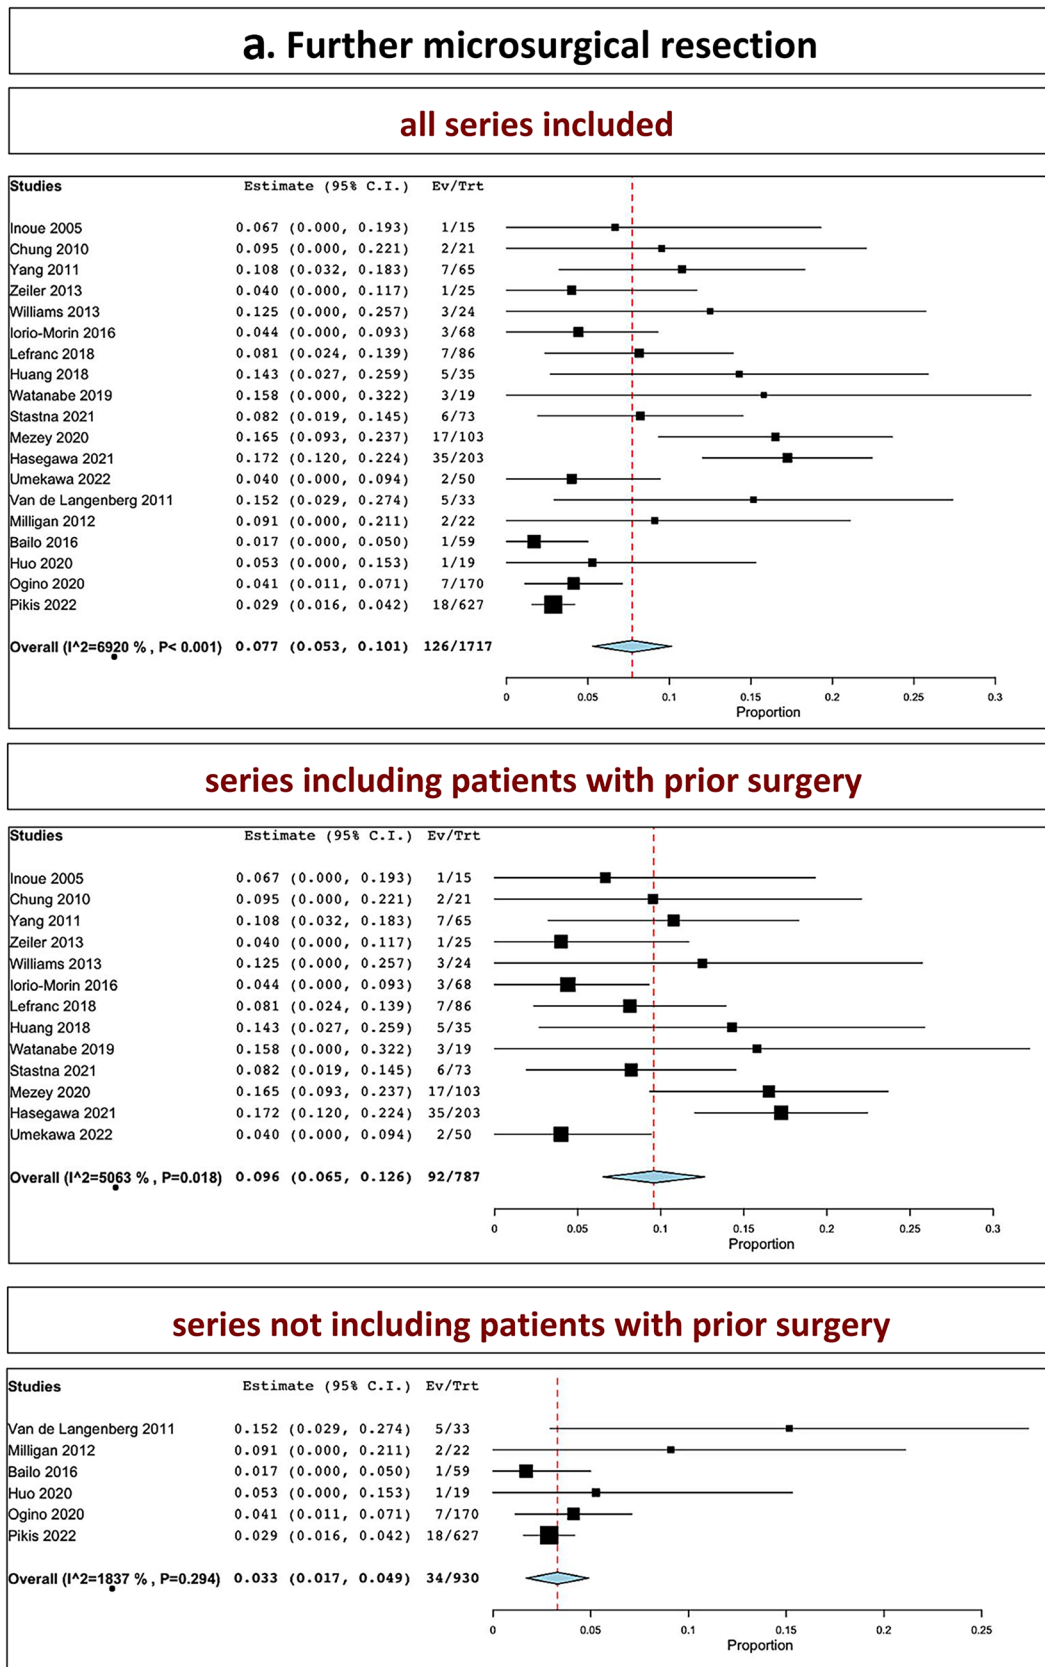 a. Further microsurgical resection
all series included
Studies Estimate (95% C.I.) Ev/Trt
Inoue 2005 0.067 (0.000, 0.193) 1/15
Chung 2010 0.095 (0.000, 0.221) 2/21
Yang 2011 0.108 (0.032, 0.183) 7/65
Zeiler 2013 0.040 (0.000, 0.117) 1/25
Williams 2013 0.125 (0.000, 0.257) 3/24
Iorio-Morin 2016 0.044 (0.000, 0.093) 3/68
Lefranc 2018 0.081 (0.024, 0.139) 7/86
Huang 2018 0.143 (0.027, 0.259) 5/35
Watanabe 2019 0.158 (0.000, 0.322) 3/19
Stastna 2021 0.082 (0.019, 0.145) 6/73
Mezey 2020 0.165 (0.093, 0.237) 17/103
Hasegawa 2021 0.172 (0.120, 0.224) 35/203
Umekawa 2022 0.040 (0.000, 0.094) 2/50
Van de Langenberg 2011 0.152 (0.029, 0.274) 5/33
Milligan 2012 0.091 (0.000, 0.211) 2/22
Bailo 2016 0.017 (0.000, 0.050) 1/59
Huo 2020 0.053 (0.000, 0.153) 1/19
Ogino 2020 0.041 (0.011, 0.071) 7/170
Pikis 2022 0.029 (0.016, 0.042) 18/627
Overall (I^2=6920 % , P< 0.001) 0.077 (0.053, 0.101) 126/1717
0 0.05 0.1 0.15 0.2 0.25 0.3
Proportion
series including patients with prior surgery
Studies Estimate (95% C.I.) Ev/Trt
Inoue 2005 0.067 (0.000, 0.193) 1/15
Chung 2010 0.095 (0.000, 0.221) 2/21
Yang 2011 0.108 (0.032, 0.183) 7/65
Zeiler 2013 0.040 (0.000, 0.117) 1/25
Williams 2013 0.125 (0.000, 0.257) 3/24
Iorio-Morin 2016 0.044 (0.000, 0.093) 3/68
Lefranc 2018 0.081 (0.024, 0.139) 7/86
Huang 2018 0.143 (0.027, 0.259) 5/35
Watanabe 2019 0.158 (0.000, 0.322) 3/19
Stastna 2021 0.082 (0.019, 0.145) 6/73
Mezey 2020 0.165 (0.093, 0.237) 17/103
Hasegawa 2021 0.172 (0.120, 0.224) 35/203
Umekawa 2022 0.040 (0.000, 0.094) 2/50
Overall (I^2=5063 % , P=0.018) 0.096 (0.065, 0.126) 92/787
0 0.05 0.1 0.15 0.2 0.25 0.3
Proportion
series not including patients with prior surgery
Studies Estimate (95% C.I.) Ev/Trt
Van de Langenberg 2011 0.152 (0.029, 0.274) 5/33
Milligan 2012 0.091 (0.000, 0.211) 2/22
Bailo 2016 0.017 (0.000, 0.050) 1/59
Huo 2020 0.053 (0.000, 0.153) 1/19
Ogino 2020 0.041 (0.011, 0.071) 7/170
Pikis 2022 0.029 (0.016, 0.042) 18/627
Overall (I^2=1837 % , P=0.294) 0.033 (0.017, 0.049) 34/930
0 0.05 0.1 0.15 0.2 0.25
Proportion